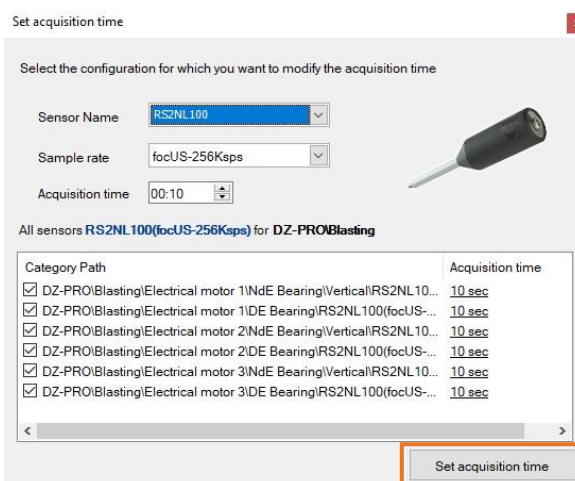 Set acquisition time
Select the configuration for which you want to modify the acquisition time
Sensor Name RS2NL100
Sample rate focUS-256Ksps
Acquisition time 00:10
All sensors RS2NL100(focUS-256Ksps) for DZ-PRO\Blasting
Category Path Acquisition time
DZ-PRO\Blasting\Electrical motor 1\NdE Bearing\Vertical\RS2NL10... 10 sec
DZ-PRO\Blasting\Electrical motor 1\DE Bearing\RS2NL100(focUS-... 10 sec
DZ-PRO\Blasting\Electrical motor 2\NdE Bearing\Vertical\RS2NL10... 10 sec
DZ-PRO\Blasting\Electrical motor 2\DE Bearing\RS2NL100(focUS-... 10 sec
DZ-PRO\Blasting\Electrical motor 3\NdE Bearing\Vertical\RS2NL10... 10 sec
DZ-PRO\Blasting\Electrical motor 3\DE Bearing\RS2NL100(focUS-... 10 sec
Set acquisition time